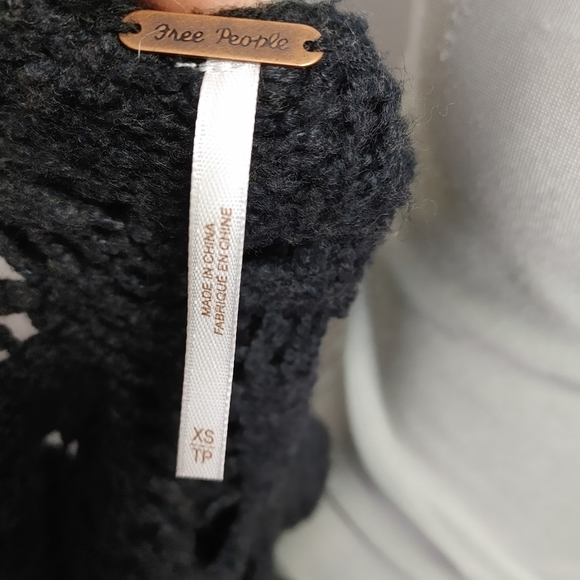 Free People
MADE IN CHINA
FABRIQUÉ EN CHINE
XS
TP